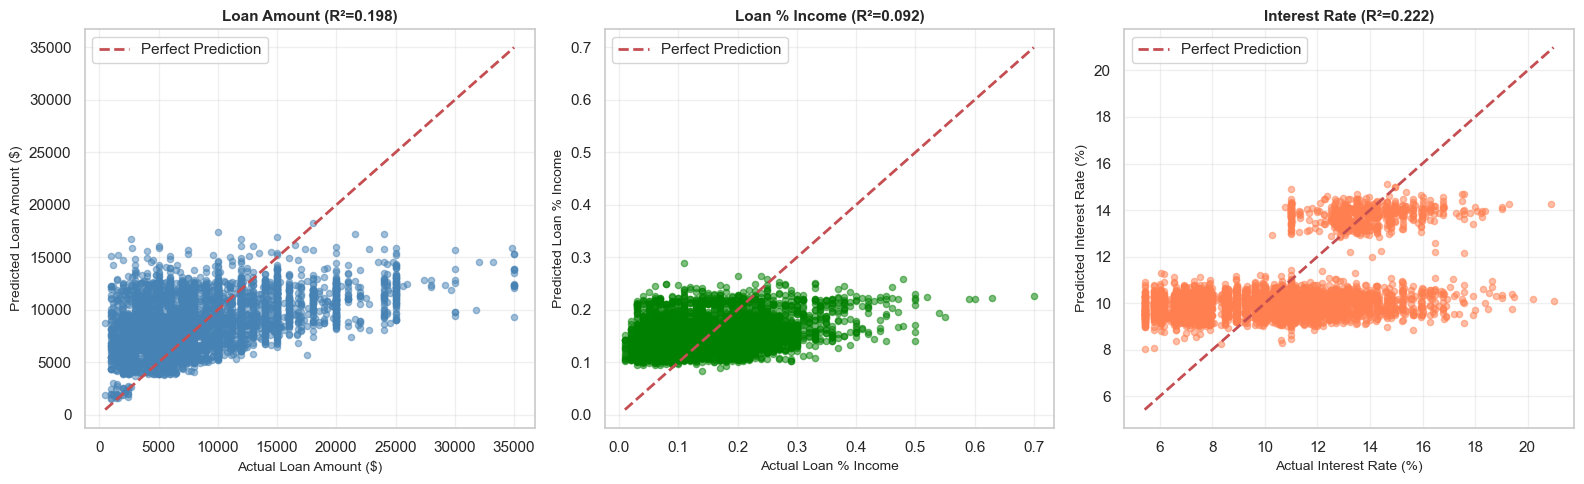 Loan Amount (R²=0.198)
Perfect Prediction
Predicted Loan Amount ($)
35000
30000
25000
20000
15000
10000
5000
0
0 5000 10000 15000 20000 25000 30000 35000
Actual Loan Amount ($)
Loan % Income (R²=0.092)
Perfect Prediction
Predicted Loan % Income
0.7
0.6
0.5
0.4
0.3
0.2
0.1
0.0
0.0 0.1 0.2 0.3 0.4 0.5 0.6 0.7
Actual Loan % Income
Interest Rate (R²=0.222)
Perfect Prediction
Predicted Interest Rate (%)
20
18
16
14
12
10
8
6
6 8 10 12 14 16 18 20
Actual Interest Rate (%)